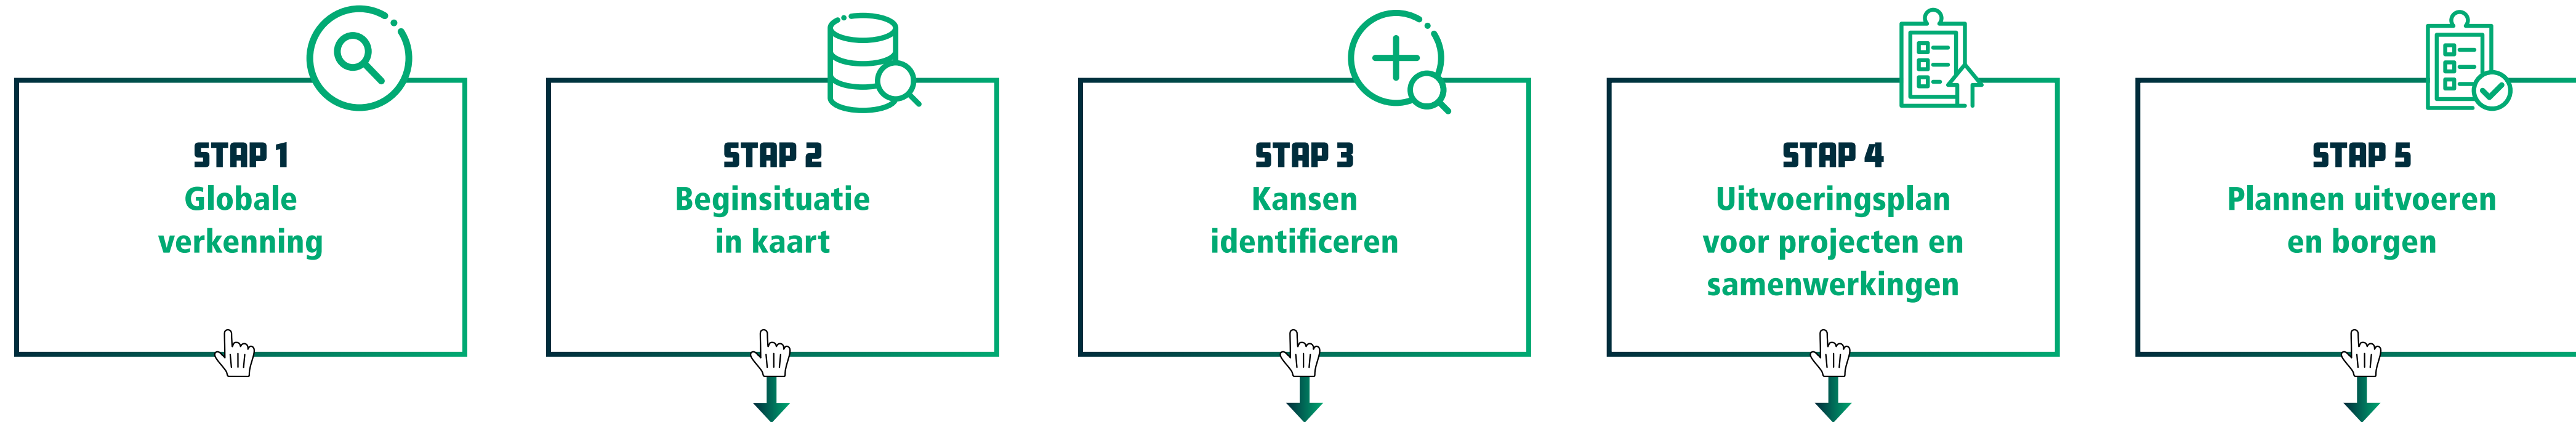 STAP 1
Globale
verkenning
STAP 2
Beginsituatie
in kaart
STAP 3
Kansen
identificeren
STAP 4
Uitvoeringsplan
voor projecten en
samenwerkingen
STAP 5
Plannen uitvoeren
en borgen